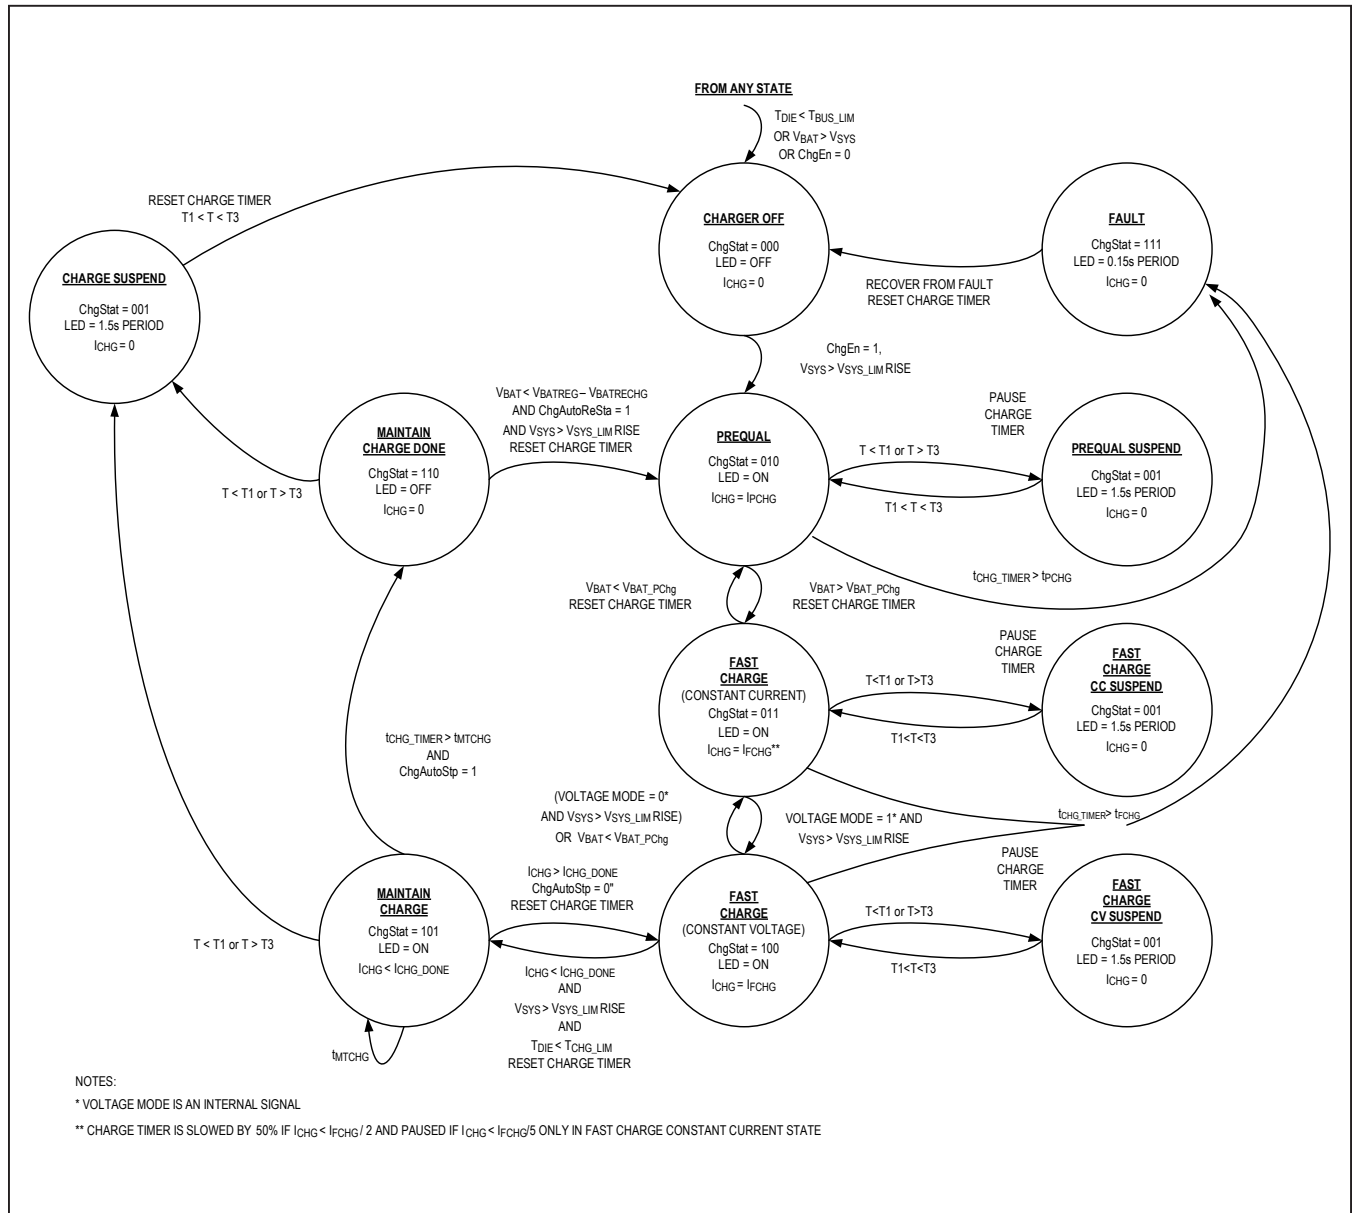 FROM ANY STATE
TDIE < TBUS_LIM
OR VBAT > VSYS
OR ChgEn = 0
CHARGER OFF
ChgStat = 000
LED = OFF
ICHG = 0
FAULT
ChgStat = 111
LED = 0.15s PERIOD
ICHG = 0
RESET CHARGE TIMER
T1 < T < T3
CHARGE SUSPEND
ChgStat = 001
LED = 1.5s PERIOD
ICHG = 0
RECOVER FROM FAULT
RESET CHARGE TIMER
ChgEn = 1,
VSYS > VSYS_LIM RISE
VBAT < VBATREG – VBATRECHG
AND ChgAutoReSta = 1
AND VSYS > VSYS_LIM RISE
RESET CHARGE TIMER
PAUSE
CHARGE
TIMER
MAINTAIN
CHARGE DONE
ChgStat = 110
LED = OFF
ICHG = 0
PREQUAL
ChgStat = 010
LED = ON
ICHG = IPCHG
T < T1 or T > T3
T1 < T < T3
PREQUAL SUSPEND
ChgStat = 001
LED = 1.5s PERIOD
ICHG = 0
T < T1 or T > T3
tCHG_TIMER > tPCHG
VBAT < VBAT_PChg
RESET CHARGE TIMER
VBAT > VBAT_PChg
RESET CHARGE TIMER
PAUSE
CHARGE
TIMER
FAST
CHARGE
(CONSTANT CURRENT)
ChgStat = 011
LED = ON
ICHG = IFCHG**
T<T1 or T>T3
T1<T<T3
FAST
CHARGE
CC SUSPEND
ChgStat = 001
LED = 1.5s PERIOD
ICHG = 0
tCHG_TIMER > tMTCHG
AND
ChgAutoStp = 1
(VOLTAGE MODE = 0*
AND VSYS > VSYS_LIM RISE)
OR VBAT < VBAT_PChg
VOLTAGE MODE = 1* AND
VSYS > VSYS_LIM RISE
tCHG_TIMER > tFCHG
PAUSE
CHARGE
TIMER
MAINTAIN
CHARGE
ChgStat = 101
LED = ON
ICHG < ICHG_DONE
ICHG > ICHG_DONE
ChgAutoStp = 0"
RESET CHARGE TIMER
FAST
CHARGE
(CONSTANT VOLTAGE)
ChgStat = 100
LED = ON
ICHG = IFCHG
T<T1 or T>T3
T1<T<T3
FAST
CHARGE
CV SUSPEND
ChgStat = 001
LED = 1.5s PERIOD
ICHG = 0
T < T1 or T > T3
ICHG < ICHG_DONE
AND
VSYS > VSYS_LIM RISE
AND
TDIE < TCHG_LIM
RESET CHARGE TIMER
tMTCHG
NOTES:
* VOLTAGE MODE IS AN INTERNAL SIGNAL
** CHARGE TIMER IS SLOWED BY 50% IF ICHG < IFCHG / 2 AND PAUSED IF ICHG < IFCHG/5 ONLY IN FAST CHARGE CONSTANT CURRENT STATE